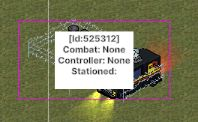 [Id:525312]
Combat: None
Controller: None
Stationed: